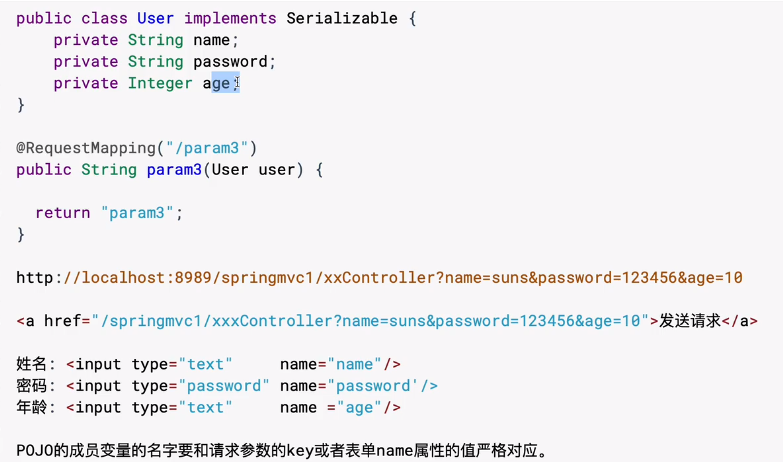 public class User implements Serializable {
    private String name;
    private String password;
    private Integer age;
}
@RequestMapping("/param3")
public String param3(User user) {
  return "param3";
}
http://localhost:8989/springmvc1/xxController?name=suns&password=123456&age=10
<a href="/springmvc1/xxxController?name=suns&password=123456&age=10">发送请求</a>
姓名: <input type="text"     name="name"/>
密码: <input type="password" name="password'/>
年龄: <input type="text"     name ="age"/>
POJO的成员变量的名字要和请求参数的key或者表单name属性的值严格对应。